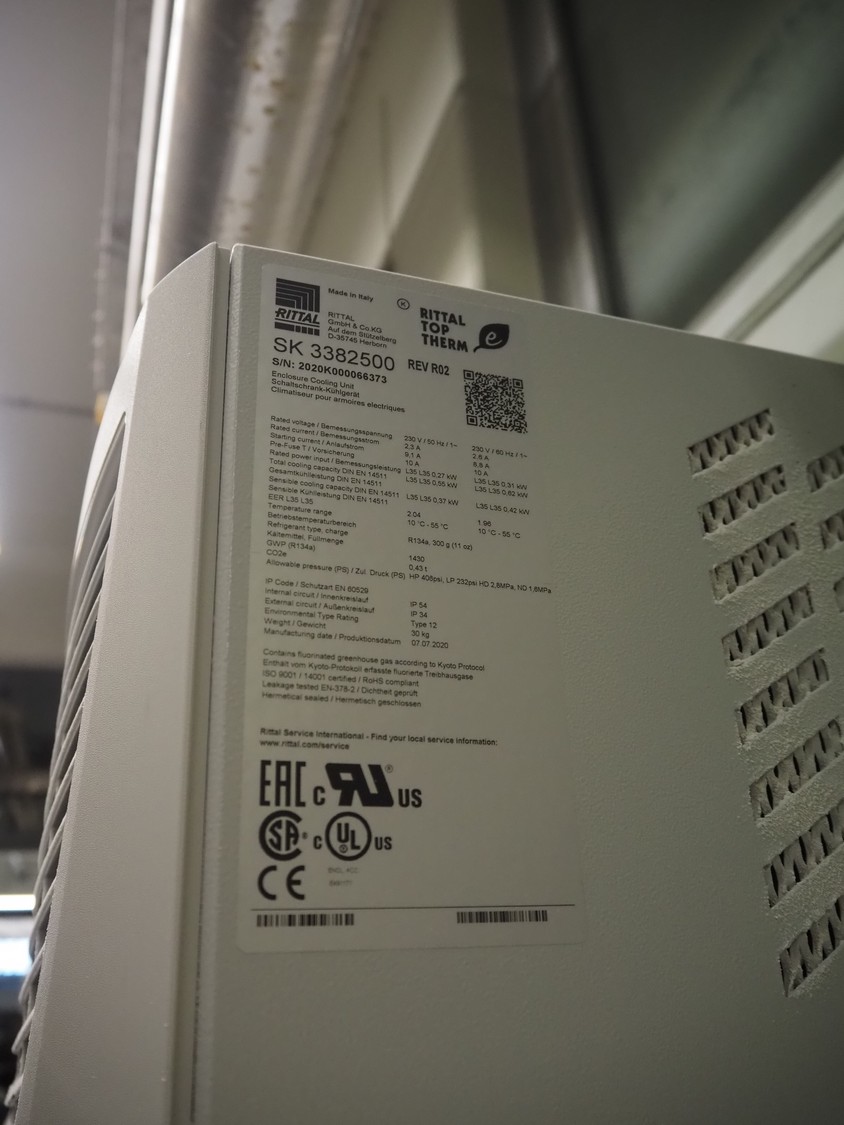 Made in Italy
RITTAL
RITTAL
GmbH & Co.KG
Auf dem Stützelberg
D-35745 Herborn
K
RITTAL
TOP
THERM
e
SK 3382500 REV R02
S/N: 2020K000066373
Enclosure Cooling Unit
Schaltschrank-Kühlgerät
Climatiseur pour armoires electriques
Rated voltage / Bemessungsspannung 230 V / 50 Hz / 1~ 230 V / 60 Hz / 1~
Rated current / Bemessungsstrom 2,3 A 2.6 A
Starting current / Anlaufstrom 9,1 A 8.8 A
Pre-Fuse T / Vorsicherung 10 A 10 A
Rated power input / Bemessungsleistung L35 L35 0,27 kW L35 L35 0,31 kW
Total cooling capacity DIN EN 14511 L35 L35 0,55 kW L35 L35 0,62 kW
Gesamtkühlleistung DIN EN 14511
Sensible cooling capacity DIN EN 14511 L35 L35 0,37 kW L35 L35 0,42 kW
Sensible Kühlleistung DIN EN 14511
EER L35 L35 2.04 1.96
Temperature range 10 °C - 55 °C 10 °C - 55 °C
Betriebstemperaturbereich
Refrigerant type, charge R134a, 300 g (11 oz)
Kältemittel, Füllmenge
GWP (R134a) 1430
CO2e 0,43 t
Allowable pressure (PS) / Zul. Druck (PS) HP 406psi, LP 232psi HD 2,8MPa, ND 1,6MPa
IP Code / Schutzart EN 60529
Internal circuit / Innenkreislauf IP 54
External circuit / Außenkreislauf IP 34
Environmental Type Rating Type 12
Weight / Gewicht 30 kg
Manufacturing date / Produktionsdatum 07.07.2020
Contains fluorinated greenhouse gas according to Kyoto Protocol
Enthält vom Kyoto-Protokoll erfasste fluorierte Treibhausgase
ISO 9001 / 14001 certified / RoHS compliant
Leakage tested EN-378-2 / Dichtheit geprüft
Hermetical sealed / Hermetisch geschlossen
Rittal Service International - Find your local service information:
www.rittal.com/service
EAC c RU ® US
SA ® c UL ® US
CE